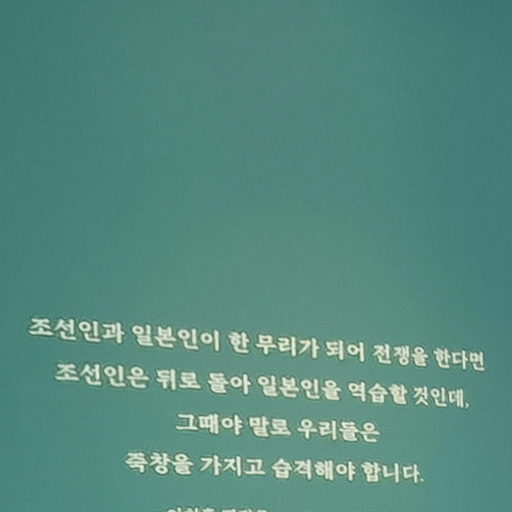 조선인과 일본인이 한 무리가 되어 전쟁을 한다면
조선인은 뒤로 돌아 일본인을 역습할 것인데,
그때야 말로 우리들은
죽창을 가지고 습격해야 합니다.